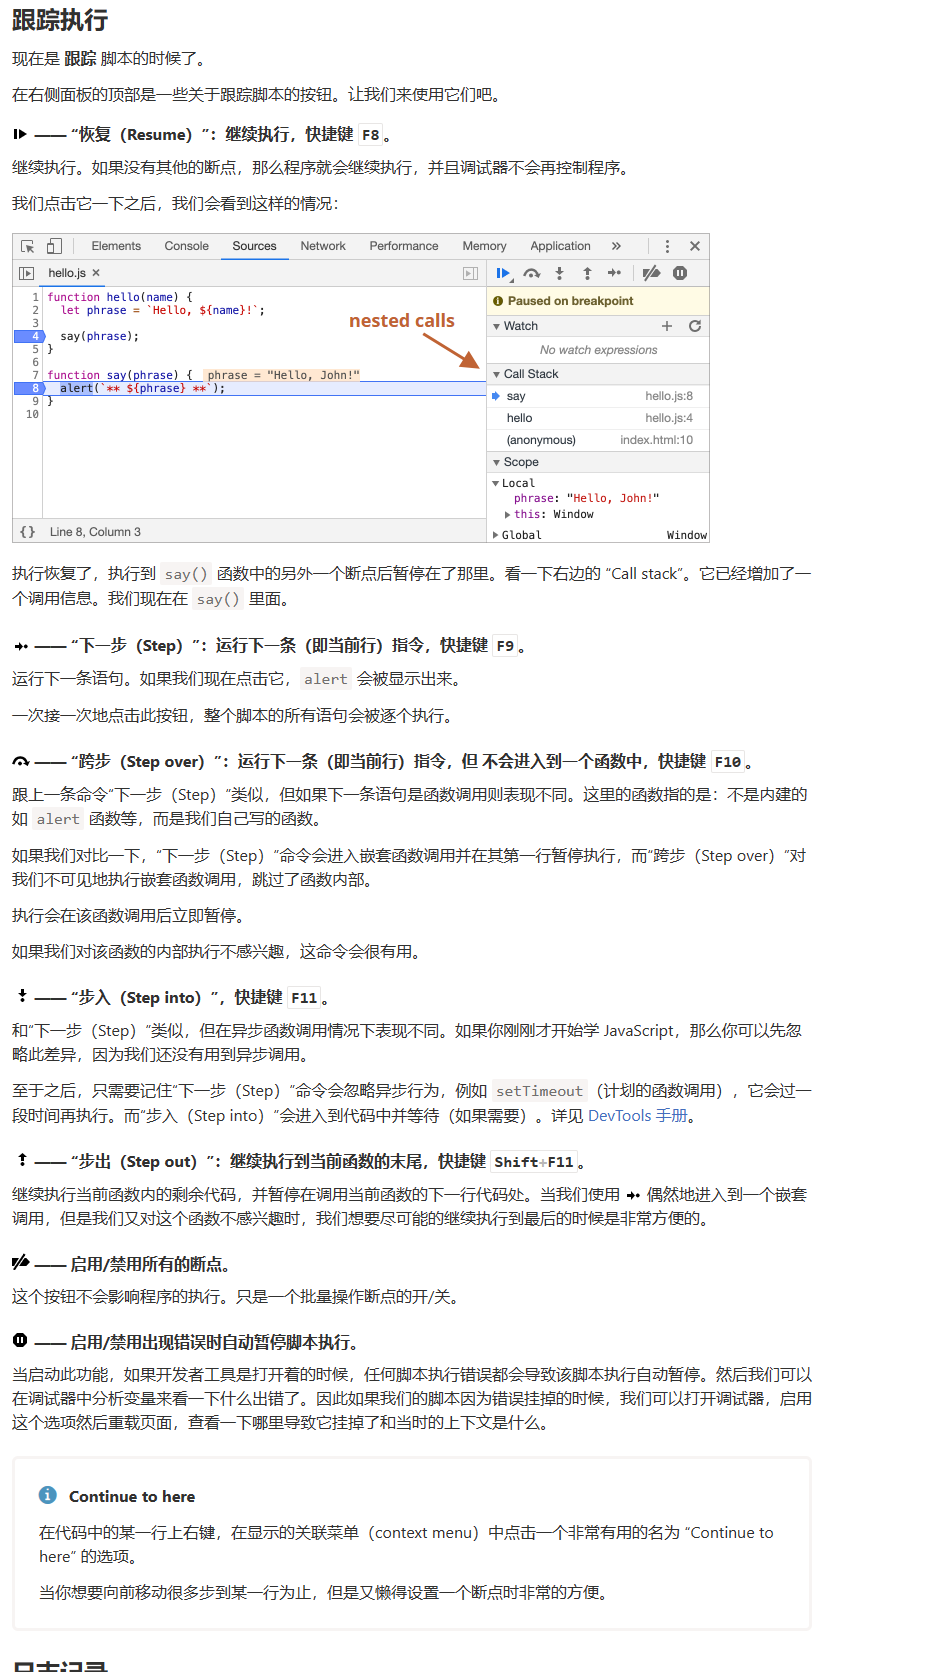 跟踪执行
现在是 跟踪 脚本的时候了。
在右侧面板的顶部是一些关于跟踪脚本的按钮。让我们来使用它们吧。
—— “恢复（Resume）”：继续执行，快捷键 F8。
继续执行。如果没有其他的断点，那么程序就会继续执行，并且调试器不会再控制程序。
我们点击它一下之后，我们会看到这样的情况：
Elements Console Sources Network Performance Memory Application »
hello.js ×
1 function hello(name) {
2 let phrase = `Hello, ${name}!`;
3
4 say(phrase);
5 }
6
7 function say(phrase) { phrase = "Hello, John!"
8 alert(`** ${phrase} **`);
9 }
10
{} Line 8, Column 3
nested calls
Paused on breakpoint
Watch
No watch expressions
Call Stack
say hello.js:8
hello hello.js:4
(anonymous) index.html:10
Scope
Local
phrase: "Hello, John!"
this: Window
Global Window
执行恢复了，执行到 say() 函数中的另外一个断点后暂停在了那里。看一下右边的 “Call stack”。它已经增加了一
个调用信息。我们现在在 say() 里面。
—— “下一步（Step）”：运行下一条（即当前行）指令，快捷键 F9。
运行下一条语句。如果我们现在点击它，alert 会被显示出来。
一次接一次地点击此按钮，整个脚本的所有语句会被逐个执行。
—— “跨步（Step over）”：运行下一条（即当前行）指令，但 不会进入到一个函数中，快捷键 F10。
跟上一条命令“下一步（Step）”类似，但如果下一条语句是函数调用则表现不同。这里的函数指的是：不是内建的
如 alert 函数等，而是我们自己写的函数。
如果我们对比一下，“下一步（Step）”命令会进入嵌套函数调用并在其第一行暂停执行，而“跨步（Step over）”对
我们不可见地执行嵌套函数调用，跳过了函数内部。
执行会在该函数调用后立即暂停。
如果我们对该函数的内部执行不感兴趣，这命令会很有用。
—— “步入（Step into）”，快捷键 F11。
和“下一步（Step）”类似，但在异步函数调用情况下表现不同。如果你刚刚才开始学 JavaScript，那么你可以先忽
略此差异，因为我们还没有用到异步调用。
至于之后，只需要记住“下一步（Step）”命令会忽略异步行为，例如 setTimeout（计划的函数调用），它会过一
段时间再执行。而“步入（Step into）”会进入到代码中并等待（如果需要）。详见 DevTools 手册。
—— “步出（Step out）”：继续执行到当前函数的末尾，快捷键 Shift+F11。
继续执行当前函数内的剩余代码，并暂停在调用当前函数的下一行代码处。当我们使用 偶然地进入到一个嵌套
调用，但是我们又对这个函数不感兴趣时，我们想要尽可能的继续执行到最后的时候是非常方便的。
—— 启用/禁用所有的断点。
这个按钮不会影响程序的执行。只是一个批量操作断点的开/关。
—— 启用/禁用出现错误时自动暂停脚本执行。
当启动此功能，如果开发者工具是打开着的时候，任何脚本执行错误都会导致该脚本执行自动暂停。然后我们可以
在调试器中分析变量来看一下什么出错了。因此如果我们的脚本因为错误挂掉的时候，我们可以打开调试器，启用
这个选项然后重载页面，查看一下哪里导致它挂掉了和当时的上下文是什么。
Continue to here
在代码中的某一行上右键，在显示的关联菜单（context menu）中点击一个非常有用的名为 “Continue to
here” 的选项。
当你想要向前移动很多步到某一行为止，但是又懒得设置一个断点时非常的方便。
日志记录